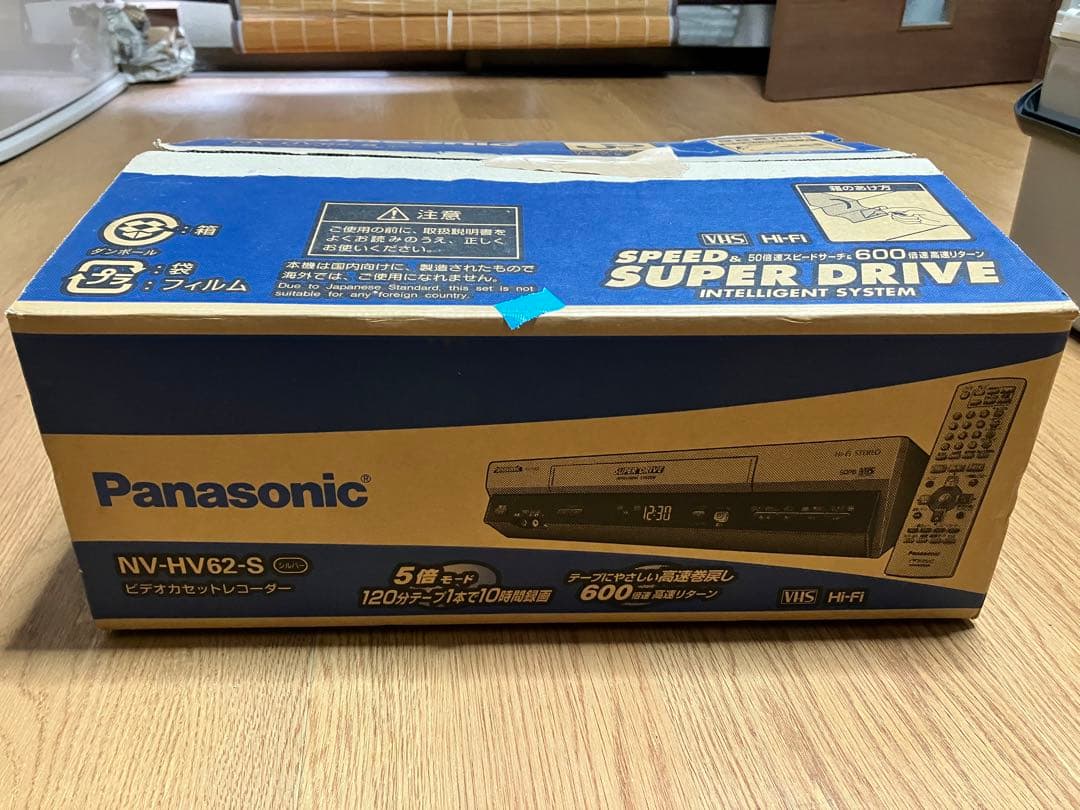 ダンボール
:箱
プラ
:袋
:フィルム
注意
ご使用の前に、取扱説明書を
よくお読みのうえ、正しく
お使いください。
本機は国内向けに、製造されたもので
海外では、ご使用になれません。
Due to Japanese Standard, this set is not
suitable for any foreign country.
箱のあけ方
VHS Hi-Fi
SPEED & 50倍速スピードサーチ& 600倍速 高速リターン
SUPER DRIVE
INTELLIGENT SYSTEM
Panasonic®
NV-HV62-S シルバー
ビデオカセットレコーダー
5倍モード
120分テープ1本で10時間録画
テープにやさしい高速巻戻し
600倍速 高速リターン
VHS Hi-Fi
Panasonic
SUPER DRIVE
INTELLIGENT SYSTEM
Hi-Fi STEREO
SQPB VHS
12:30
Panasonic